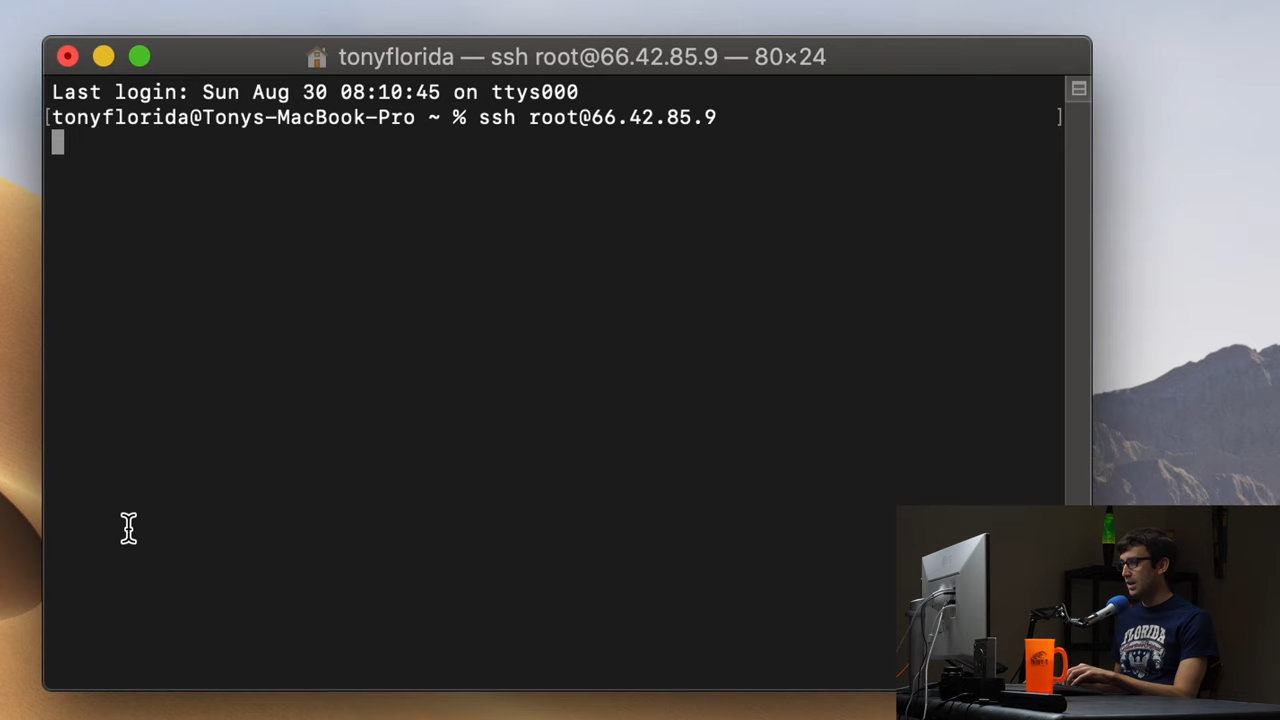 tonyflorida — ssh root@66.42.85.9 — 80×24
Last login: Sun Aug 30 08:10:45 on ttys000
[tonyflorida@Tonys-MacBook-Pro ~ % ssh root@66.42.85.9 ]
FLORIDA